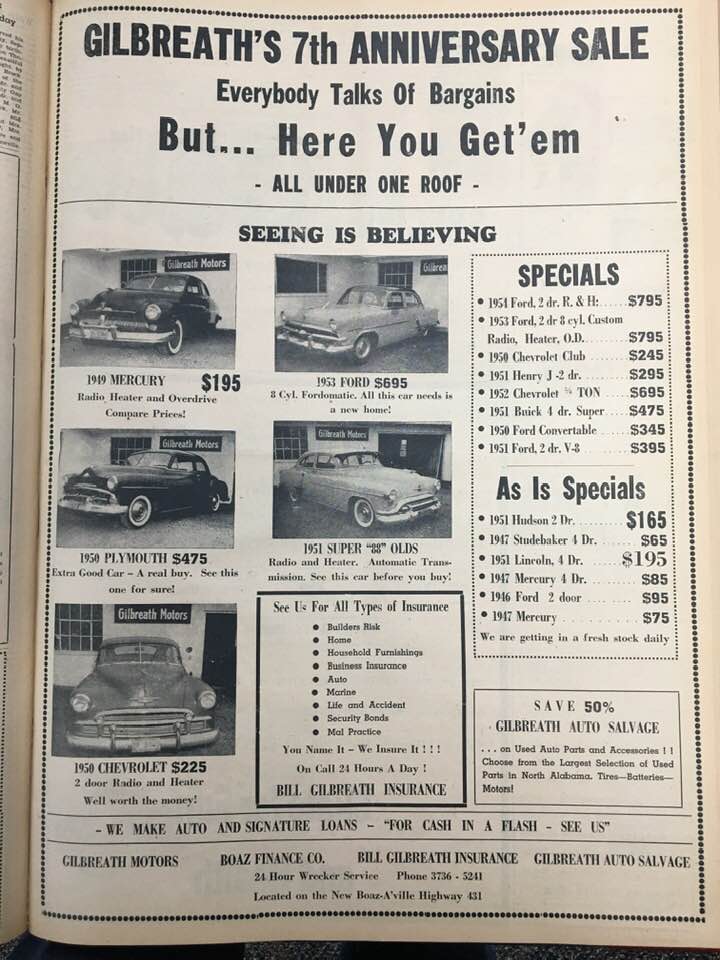 GILBREATH'S 7th ANNIVERSARY SALE
Everybody Talks Of Bargains
But... Here You Get'em
- ALL UNDER ONE ROOF -
SEEING IS BELIEVING
Gilbreath Motors
1949 MERCURY $195
Radio Heater and Overdrive
Compare Prices!
Gilbrea
1953 FORD $695
8 Cyl. Fordomatic. All this car needs is
a new home!
Gilbreath Motors
1950 PLYMOUTH $475
Extra Good Car - A real buy. See this
one for sure!
Gilbreath Motors
1951 SUPER "88" OLDS
Radio and Heater. Automatic Trans-
mission. See this car before you buy!
Gilbreath Motors
1950 CHEVROLET $225
2 door Radio and Heater
Well worth the money!
See Us For All Types of Insurance
• Builders Risk
• Home
• Household Furnishings
• Business Insurance
• Auto
• Marine
• Life and Accident
• Security Bonds
• Mal Practice
You Name It - We Insure It ! ! !
On Call 24 Hours A Day !
BILL GILBREATH INSURANCE
SPECIALS
• 1954 Ford, 2 dr. R. & H: ..... $795
• 1953 Ford, 2 dr 8 cyl. Custom
Radio, Heater, O.D. ...... $795
• 1950 Chevrolet Club ...... $245
• 1951 Henry J -2 dr. ...... $295
• 1952 Chevrolet TON ..... $695
• 1951 Buick 4 dr. Super .... $475
• 1950 Ford Convertable ..... $345
• 1951 Ford, 2 dr. V-8 ...... $395
As Is Specials
• 1951 Hudson 2 Dr. ........ $165
• 1947 Studebaker 4 Dr. ..... $65
• 1951 Lincoln, 4 Dr. ..... $195
• 1947 Mercury 4 Dr. ...... $85
• 1946 Ford 2 door ..... $95
• 1947 Mercury ......... $75
We are getting in a fresh stock daily
SAVE 50%
GILBREATH AUTO SALVAGE
. . . on Used Auto Parts and Accessories ! !
Choose from the Largest Selection of Used
Parts in North Alabama. Tires—Batteries—
Motors!
- WE MAKE AUTO AND SIGNATURE LOANS - "FOR CASH IN A FLASH - SEE US"
GILBREATH MOTORS BOAZ FINANCE CO. BILL GILBREATH INSURANCE GILBREATH AUTO SALVAGE
24 Hour Wrecker Service Phone 3736 - 5241
Located on the New Boaz-A'ville Highway 431